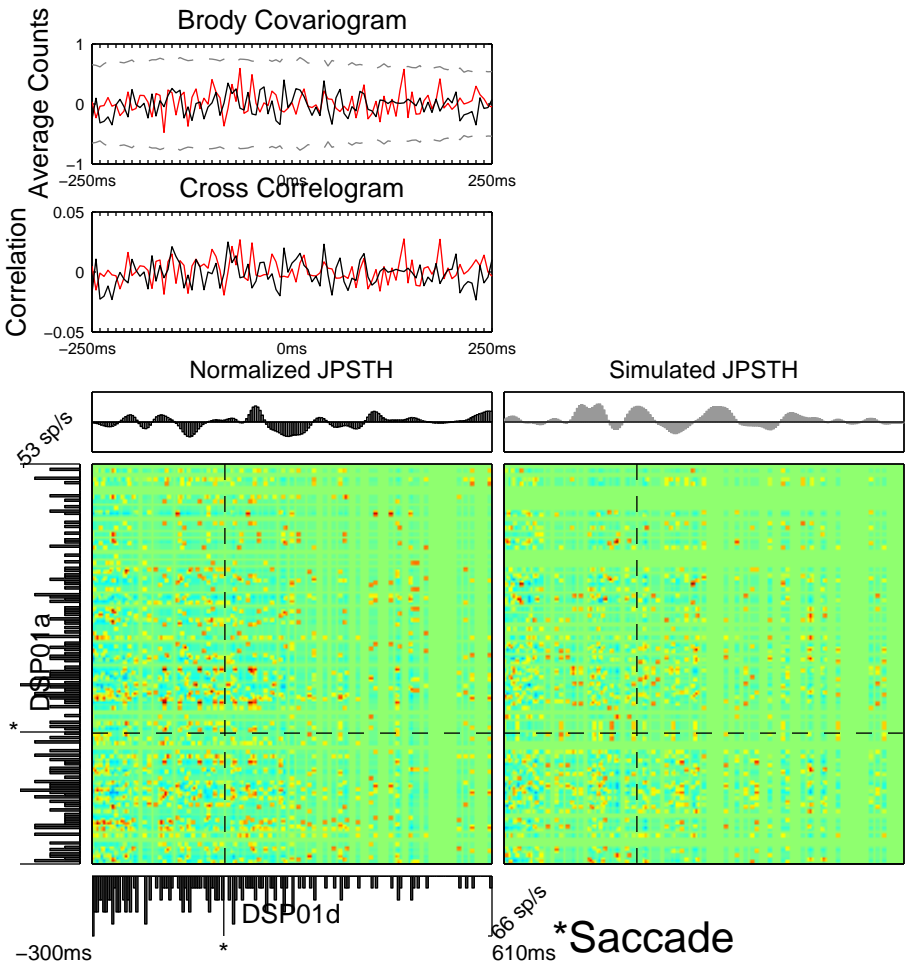 Brody Covariogram
Average Counts
1
0
−1
−250ms
0ms
250ms
Cross Correlogram
Correlation
0.05
0
−0.05
−250ms
0ms
250ms
Normalized JPSTH
Simulated JPSTH
53 sp/s
DSP01a
*
DSP01d
*
66 sp/s
−300ms
610ms
*Saccade